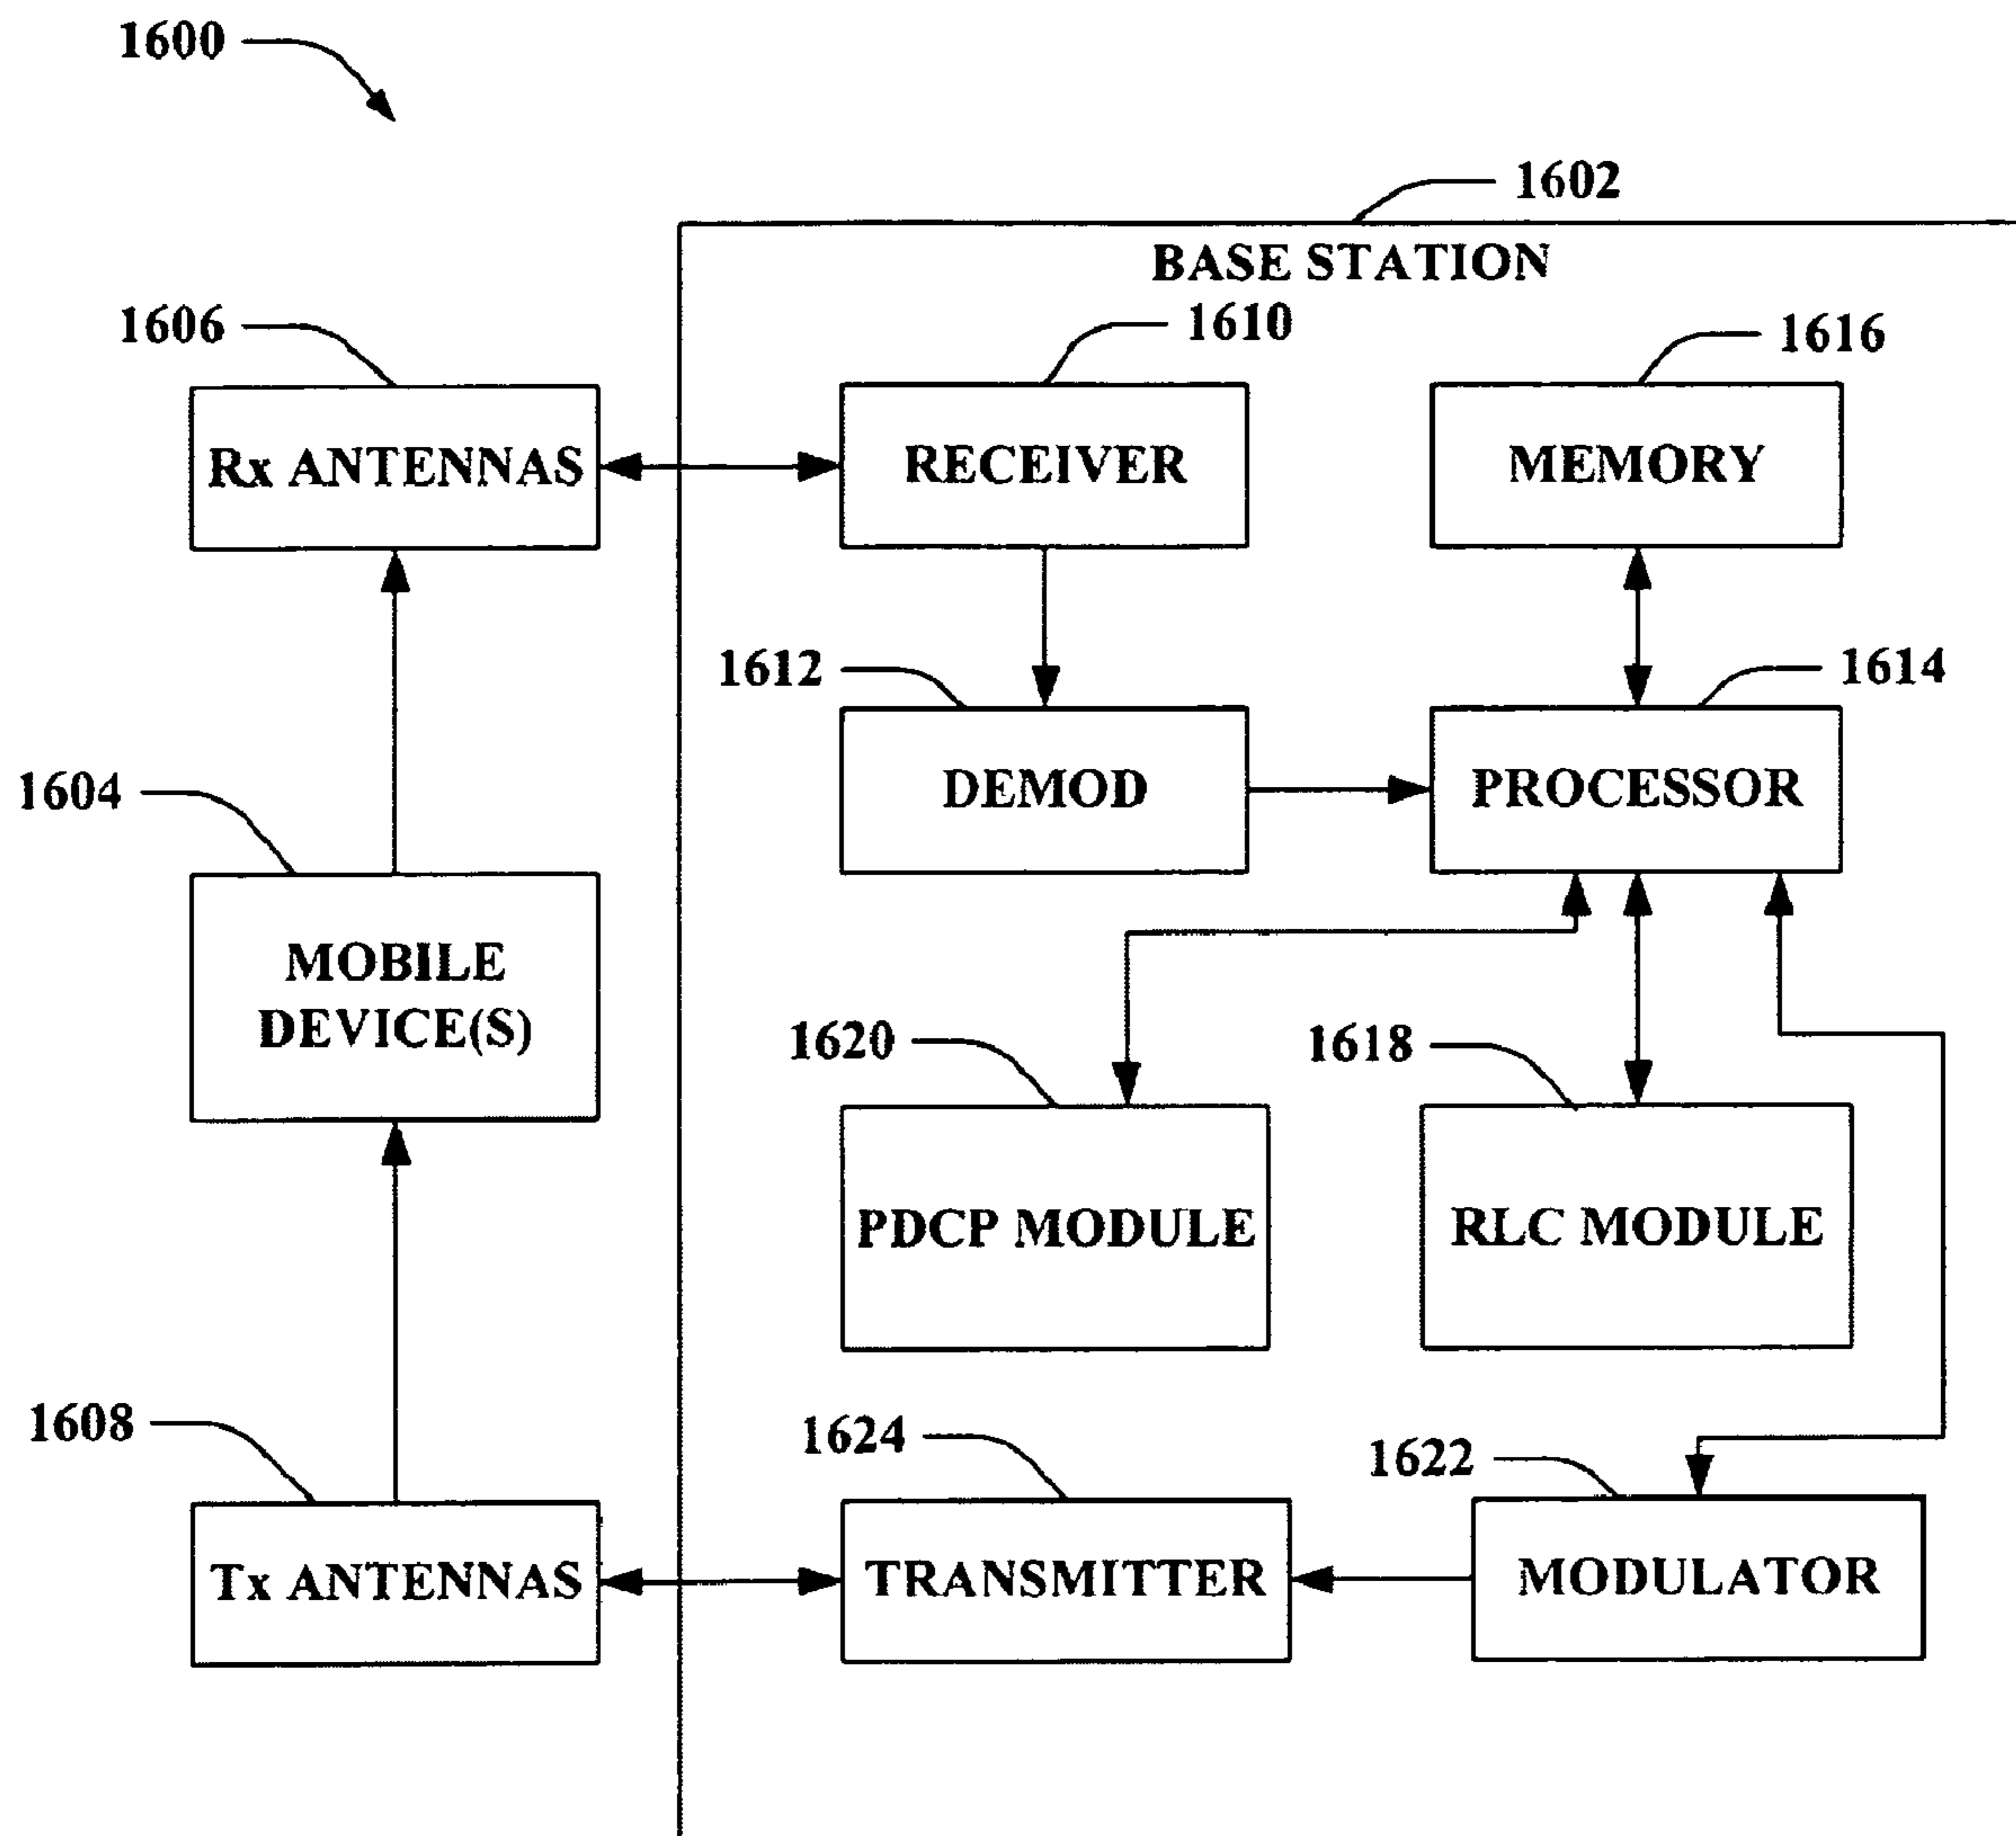 1600
1602
BASE STATION
1606
1610
1616
Rx ANTENNAS
RECEIVER
MEMORY
1612
1614
1604
DEMOD
PROCESSOR
MOBILE
DEVICE(S)
1620
1618
PDCP MODULE
RLC MODULE
1608
1624
1622
Tx ANTENNAS
TRANSMITTER
MODULATOR